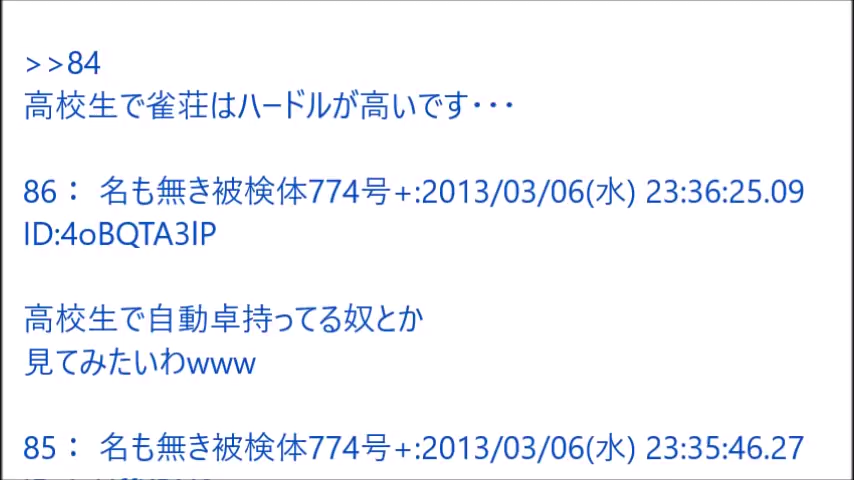 >>84
高校生で雀荘はハードルが高いです・・・
86： 名も無き被検体774号+:2013/03/06(水) 23:36:25.09
ID:4oBQTA3lP
高校生で自動卓持ってる奴とか
見てみたいわwww
85： 名も無き被検体774号+:2013/03/06(水) 23:35:46.27